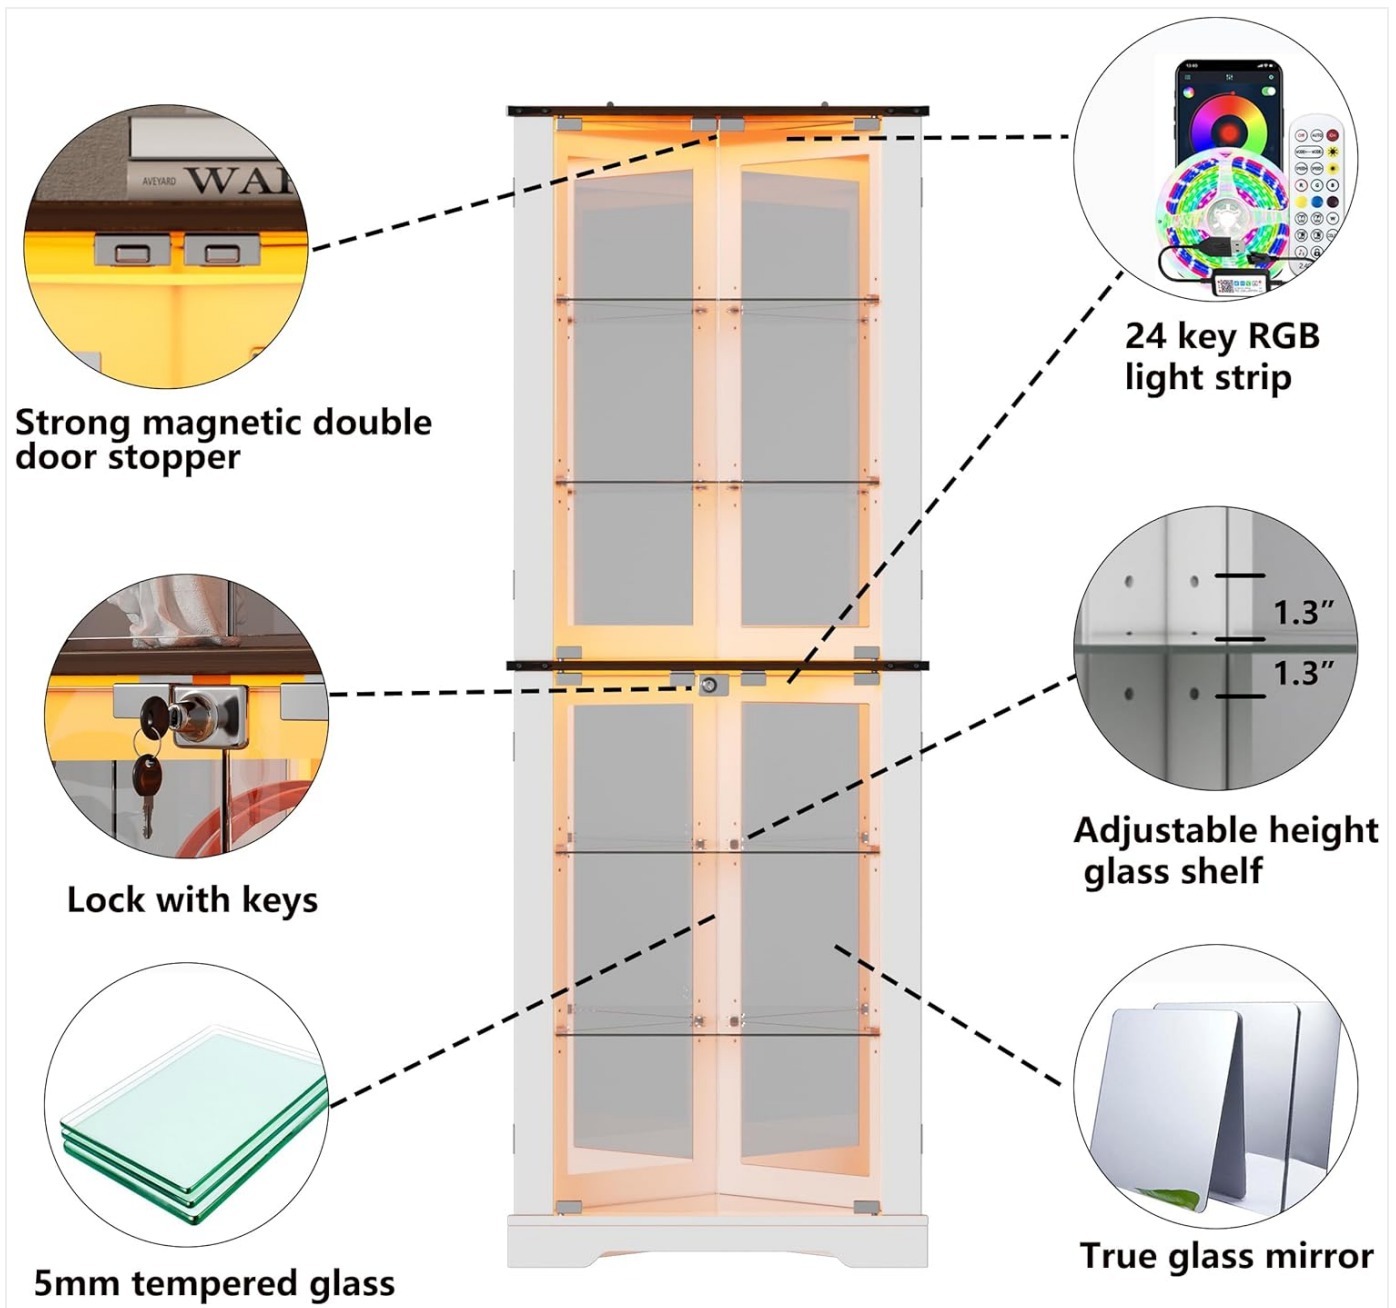 AVEYARD WAR
Strong magnetic double
door stopper
24 key RGB
light strip
1.3”
1.3”
Lock with keys
Adjustable height
glass shelf
5mm tempered glass
True glass mirror